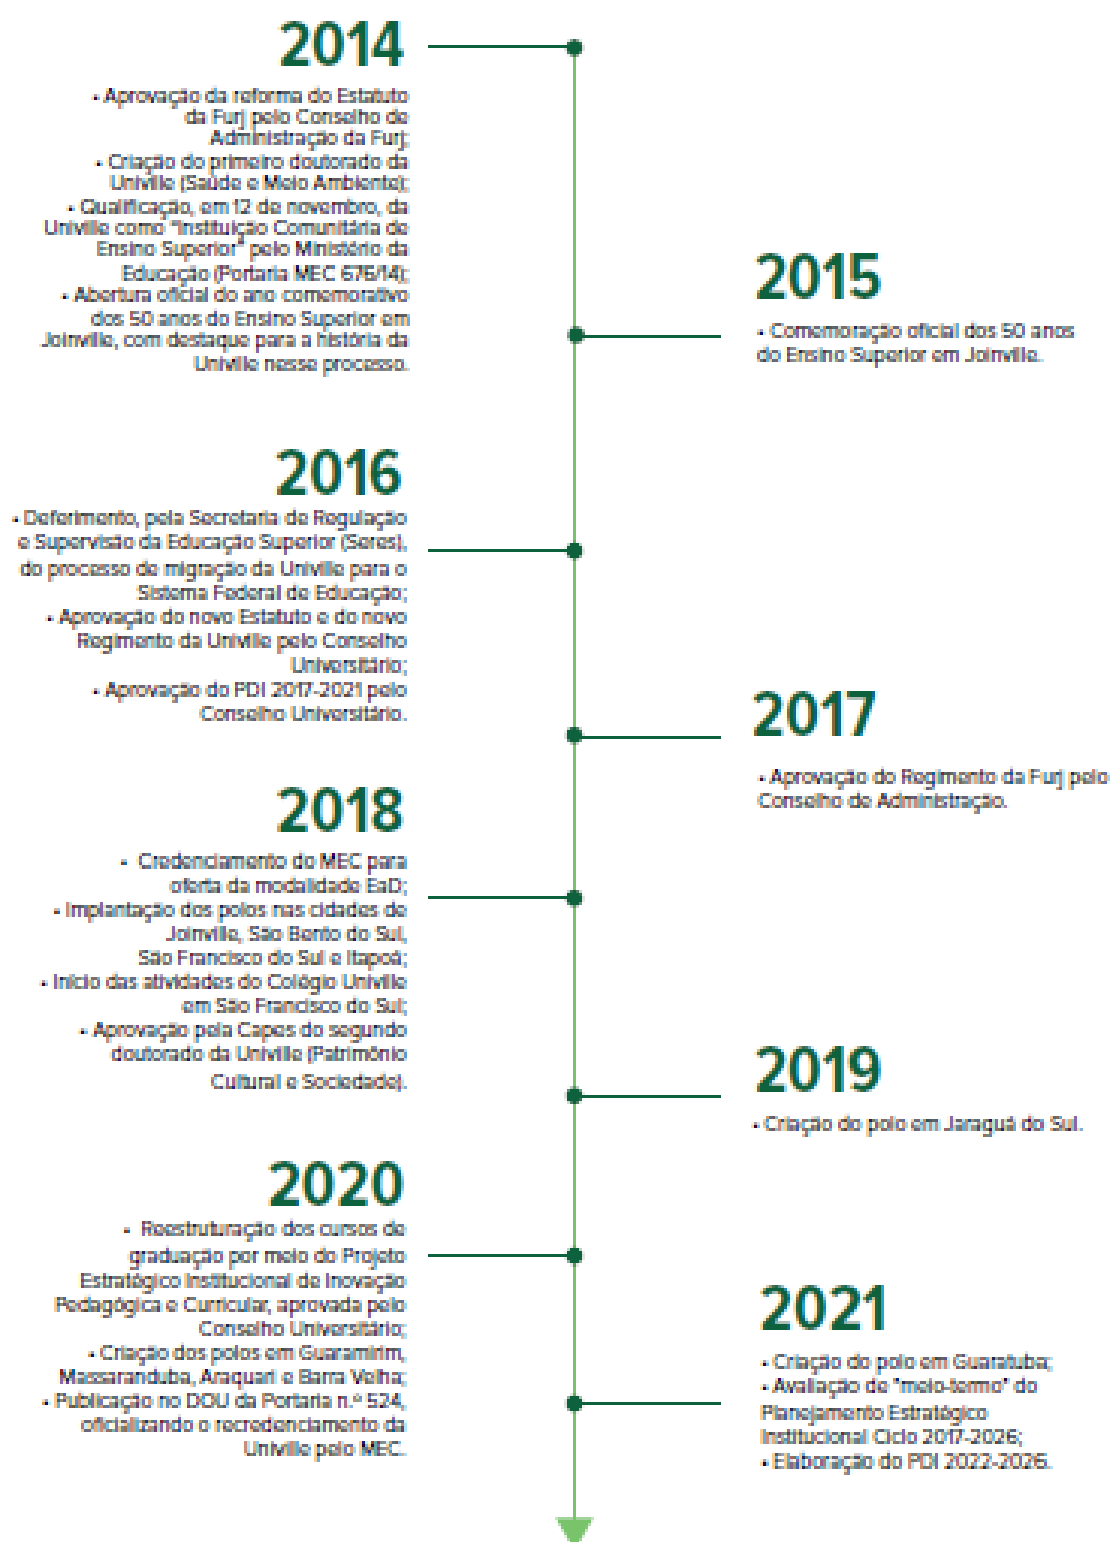 2014
• Aprovação da reforma do Estatuto
da Furj pelo Conselho de
Administração da Furj;
• Criação do primeiro doutorado da
Univille (Saúde e Meio Ambiente);
• Qualificação, em 12 de novembro, da
Univille como "Instituição Comunitária de
Ensino Superior" pelo Ministério da
Educação (Portaria MEC 676/14);
• Abertura oficial do ano comemorativo
dos 50 anos do Ensino Superior em
Joinville, com destaque para a história da
Univille nesse processo.
2015
• Comemoração oficial dos 50 anos
do Ensino Superior em Joinville.
2016
• Deferimento, pela Secretaria de Regulação
e Supervisão da Educação Superior (Seres),
do processo de migração da Univille para o
Sistema Federal de Educação;
• Aprovação do novo Estatuto e do novo
Regimento da Univille pelo Conselho
Universitário;
• Aprovação do PDI 2017-2021 pelo
Conselho Universitário.
2017
• Aprovação do Regimento da Furj pelo
Conselho de Administração.
2018
• Credenciamento do MEC para
oferta da modalidade EaD;
• Implantação dos polos nas cidades de
Joinville, São Bento do Sul,
São Francisco do Sul e Itapoá;
• Início das atividades do Colégio Univille
em São Francisco do Sul;
• Aprovação pela Capes do segundo
doutorado da Univille (Patrimônio
Cultural e Sociedade).
2019
• Criação do polo em Jaraguá do Sul.
2020
• Reestruturação dos cursos de
graduação por meio do Projeto
Estratégico Institucional de Inovação
Pedagógica e Curricular, aprovada pelo
Conselho Universitário;
• Criação dos polos em Guaramirim,
Massaranduba, Araquari e Barra Velha;
• Publicação no DOU da Portaria n.º 524,
oficializando o recredenciamento da
Univille pelo MEC.
2021
• Criação do polo em Guaratuba;
• Avaliação de "meio-termo" do
Planejamento Estratégico
Institucional Ciclo 2017-2026;
• Elaboração do PDI 2022-2026.